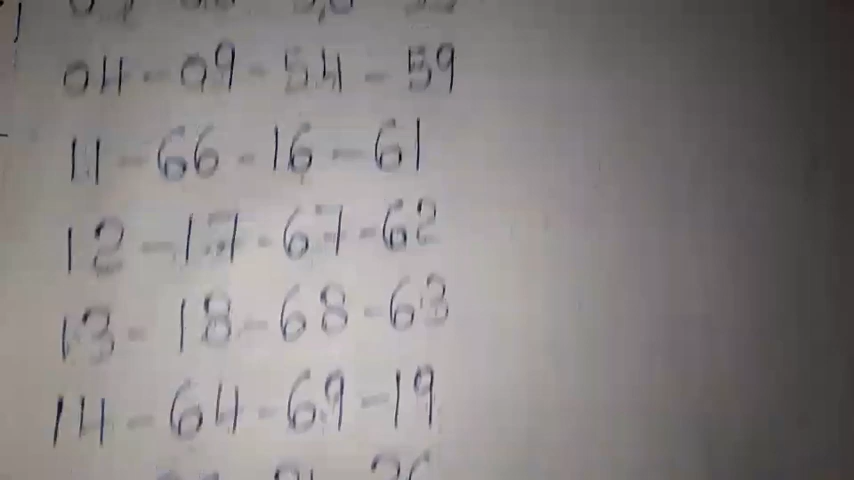 04 - 09 - 54 - 59
11 - 66 - 16 - 61
12 - 17 - 67 - 62
13 - 18 - 68 - 63
14 - 64 - 69 - 19